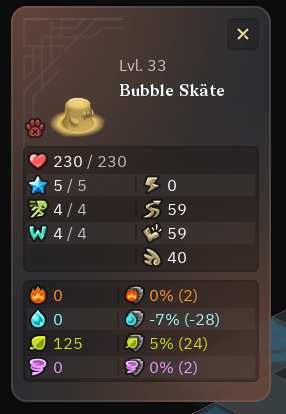 Lvl. 33
Bubble Skäte
230 / 230
5 / 5 0
4 / 4 59
4 / 4 59
40
0 0% (2)
0 -7% (-28)
125 5% (24)
0 0% (2)